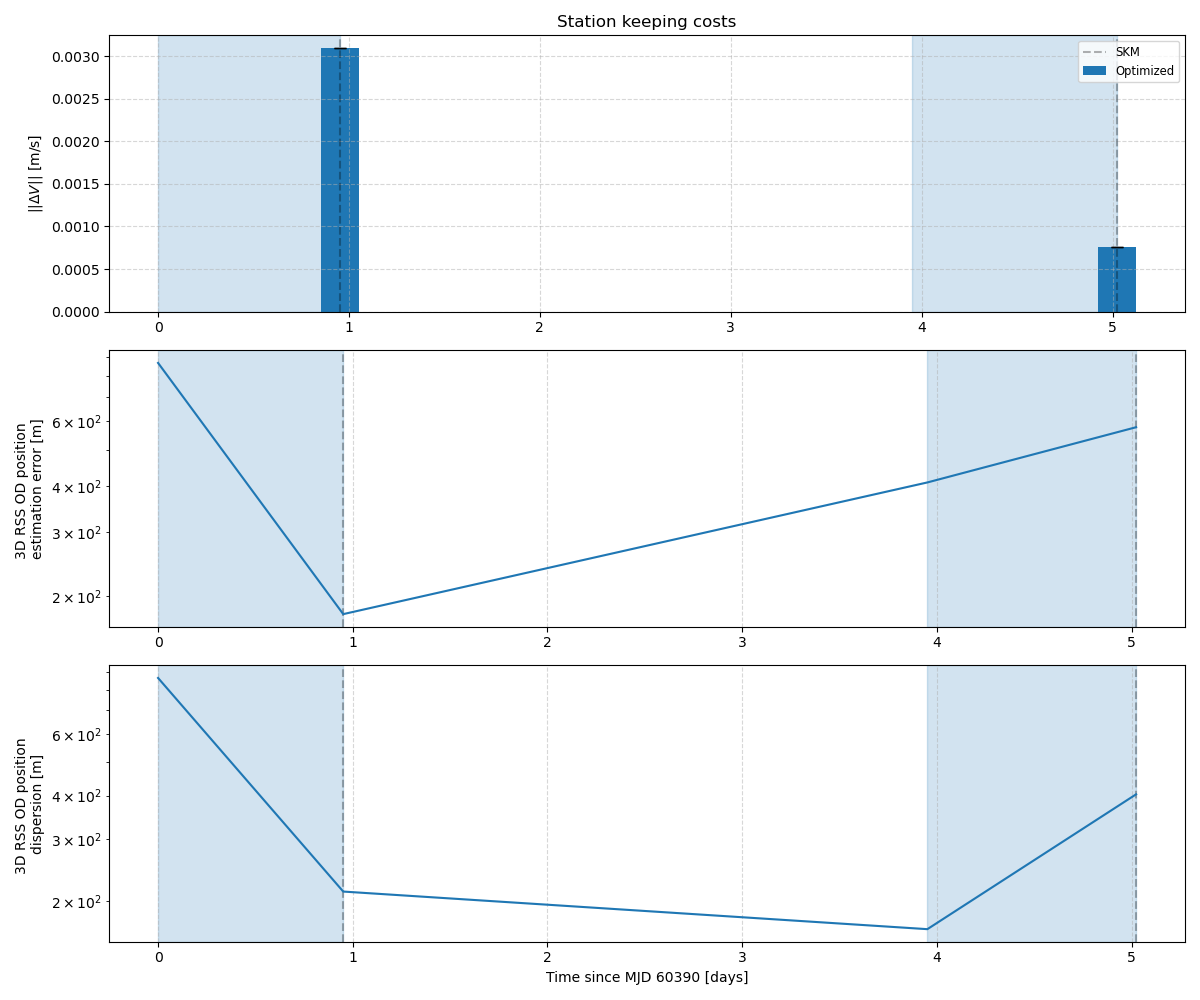 Station keeping costs
||ΔV|| [m/s]
0.0030
0.0025
0.0020
0.0015
0.0010
0.0005
0.0000
SKM
Optimized
0 1 2 3 4 5
3D RSS OD position
estimation error [m]
6 × 10²
4 × 10²
3 × 10²
2 × 10²
0 1 2 3 4 5
3D RSS OD position
dispersion [m]
6 × 10²
4 × 10²
3 × 10²
2 × 10²
0 1 2 3 4 5
Time since MJD 60390 [days]